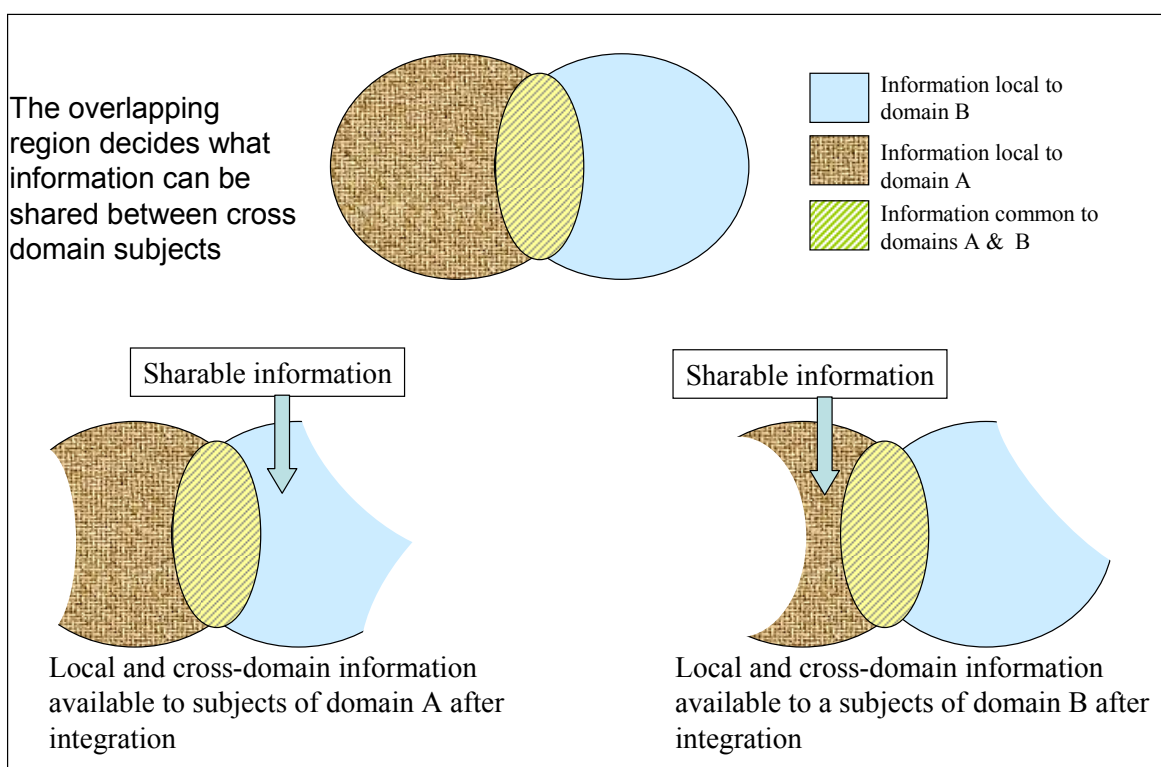 The overlapping
region decides what
information can be
shared between cross
domain subjects
Information local to
domain B
Information local to
domain A
Information common to
domains A & B
Sharable information
Sharable information
Local and cross-domain information
available to subjects of domain A after
integration
Local and cross-domain information
available to a subjects of domain B after
integration